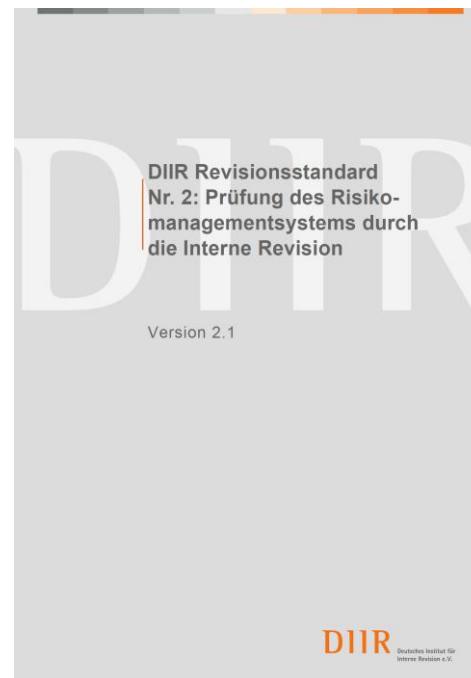 DIIR
DIIR Revisionsstandard
Nr. 2: Prüfung des Risiko-
managementsystems durch
die Interne Revision
Version 2.1
DIIR
Deutsches Institut für
Interne Revision e.V.